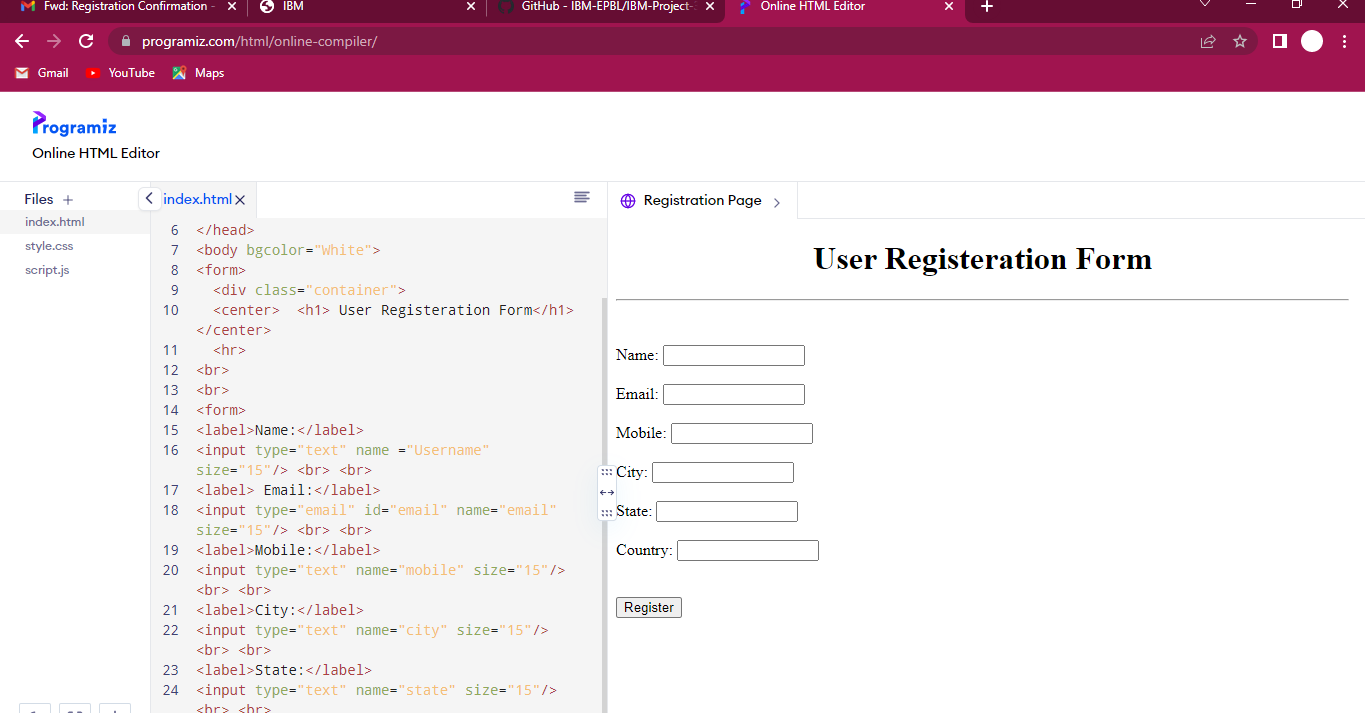 Fwd: Registration Confirmation -
IBM
GitHub - IBM-EPBL/IBM-Project-
Online HTML Editor
programiz.com/html/online-compiler/
Gmail
YouTube
Maps
Programiz
Online HTML Editor
Files +
index.html
style.css
script.js
index.html
6 </head>
7 <body bgcolor="White">
8 <form>
9 <div class="container">
10 <center> <h1> User Registeration Form</h1>
</center>
11 <hr>
12 <br>
13 <br>
14 <form>
15 <label>Name:</label>
16 <input type="text" name ="Username"
size="15"/> <br> <br>
17 <label> Email:</label>
18 <input type="email" id="email" name="email"
size="15"/> <br> <br>
19 <label>Mobile:</label>
20 <input type="text" name="mobile" size="15"/>
<br> <br>
21 <label>City:</label>
22 <input type="text" name="city" size="15"/>
<br> <br>
23 <label>State:</label>
24 <input type="text" name="state" size="15"/>
<br> <br>
Registration Page
User Registeration Form
Name:
Email:
Mobile:
City:
State:
Country:
Register